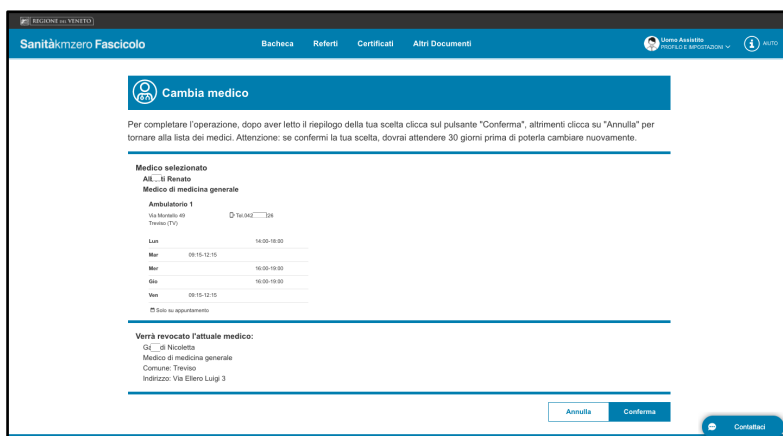 REGIONE DEL VENETO
Sanitàkmzero Fascicolo
Bacheca Referti Certificati Altri Documenti
Uomo Assistito
PROFILO E IMPOSTAZIONI
AIUTO
Cambia medico
Per completare l'operazione, dopo aver letto il riepilogo della tua scelta clicca sul pulsante "Conferma", altrimenti clicca su "Annulla" per
tornare alla lista dei medici. Attenzione: se confermi la tua scelta, dovrai attendere 30 giorni prima di poterla cambiare nuovamente.
Medico selezionato
Renato
Medico di medicina generale
Ambulatorio 1
Via Montello 49 Tel.042 26
Treviso (TV)
Lun 14:00-18:00
Mar 09:15-12:15
Mer 16:00-19:00
Gio 16:00-19:00
Ven 09:15-12:15
Solo su appuntamento
Verrà revocato l'attuale medico:
Ga di Nicoletta
Medico di medicina generale
Comune: Treviso
Indirizzo: Via Ellero Luigi 3
Annulla Conferma
Contattaci